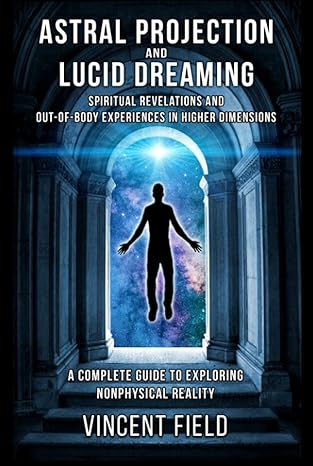 ASTRAL PROJECTION
AND
LUCID DREAMING
SPIRITUAL REVELATIONS AND
OUT-OF-BODY EXPERIENCES IN HIGHER DIMENSIONS
A COMPLETE GUIDE TO EXPLORING
NONPHYSICAL REALITY
VINCENT FIELD